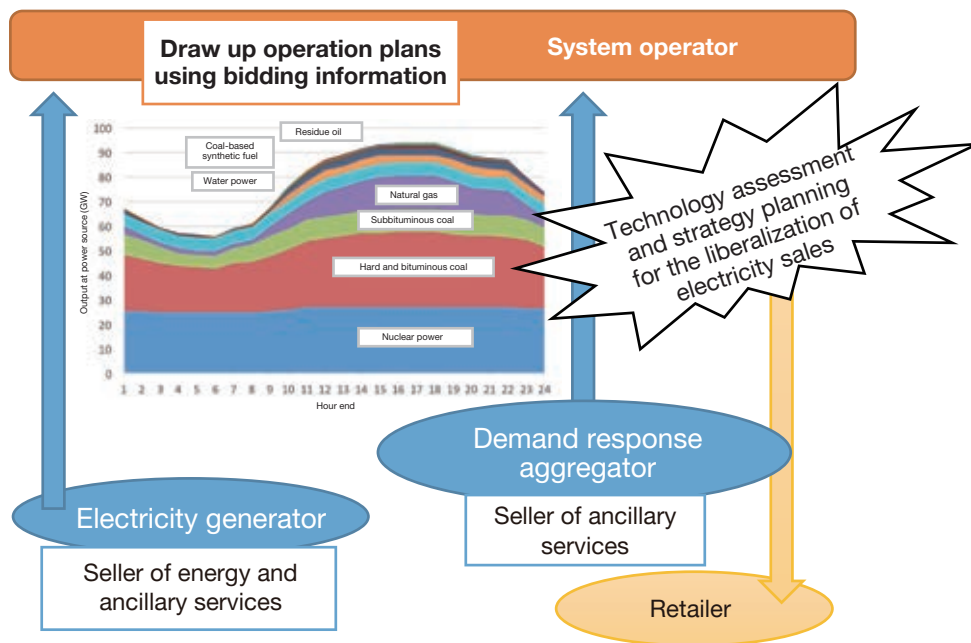 Draw up operation plans
using bidding information
System operator
Residue oil
Coal-based
synthetic fuel
Water power
Natural gas
Subbituminous coal
Hard and bituminous coal
Nuclear power
Output at power source (GW)
100
90
80
70
60
50
40
30
20
10
0
1 2 3 4 5 6 7 8 9 10 11 12 13 14 15 16 17 18 19 20 21 22 23 24
Hour end
Technology assessment
and strategy planning
for the liberalization of
electricity sales
Demand response
aggregator
Seller of ancillary
services
Electricity generator
Seller of energy and
ancillary services
Retailer